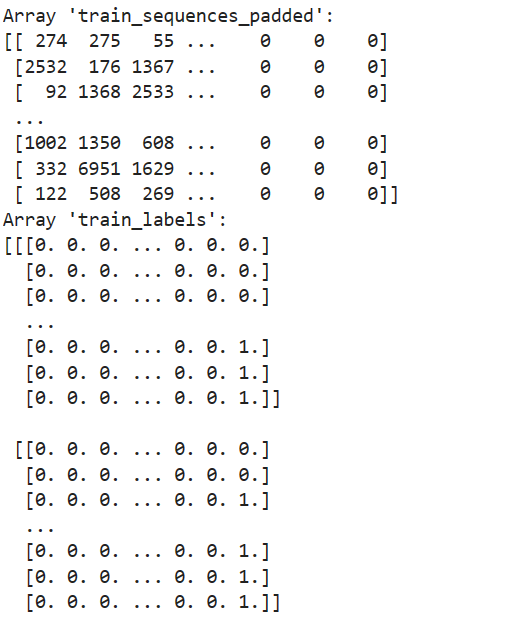 Array 'train_sequences_padded':
[[ 274  275   55 ...    0    0    0]
 [2532  176 1367 ...    0    0    0]
 [  92 1368 2533 ...    0    0    0]
 ...
 [1002 1350  608 ...    0    0    0]
 [ 332 6951 1629 ...    0    0    0]
 [ 122  508  269 ...    0    0    0]]
Array 'train_labels':
[[[0. 0. 0. ... 0. 0. 0.]
  [0. 0. 0. ... 0. 0. 0.]
  [0. 0. 0. ... 0. 0. 0.]
  ...
  [0. 0. 0. ... 0. 0. 1.]
  [0. 0. 0. ... 0. 0. 1.]
  [0. 0. 0. ... 0. 0. 1.]]

 [[0. 0. 0. ... 0. 0. 0.]
  [0. 0. 0. ... 0. 0. 0.]
  [0. 0. 0. ... 0. 0. 1.]
  ...
  [0. 0. 0. ... 0. 0. 1.]
  [0. 0. 0. ... 0. 0. 1.]
  [0. 0. 0. ... 0. 0. 1.]]